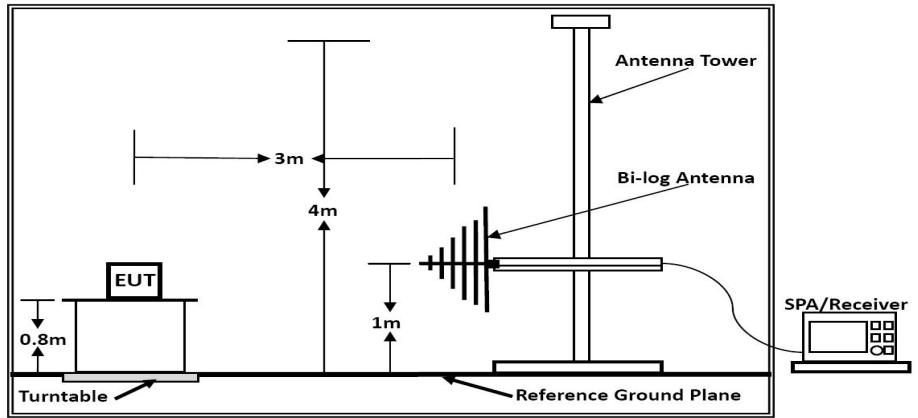 Antenna Tower
3m
Bi-log Antenna
4m
EUT
SPA/Receiver
1m
0.8m
Turntable
Reference Ground Plane